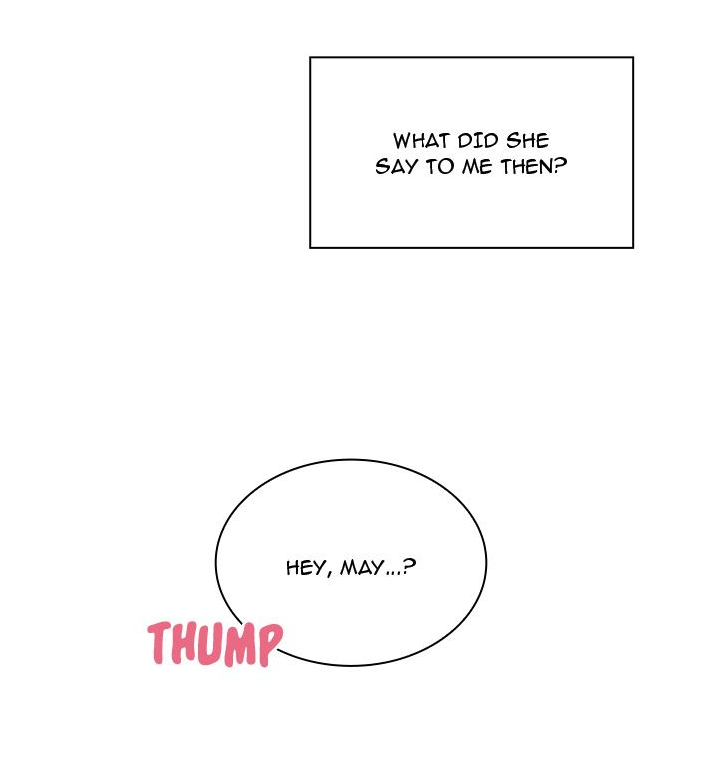 WHAT DID SHE
SAY TO ME THEN?
HEY, MAY...?
THUMP